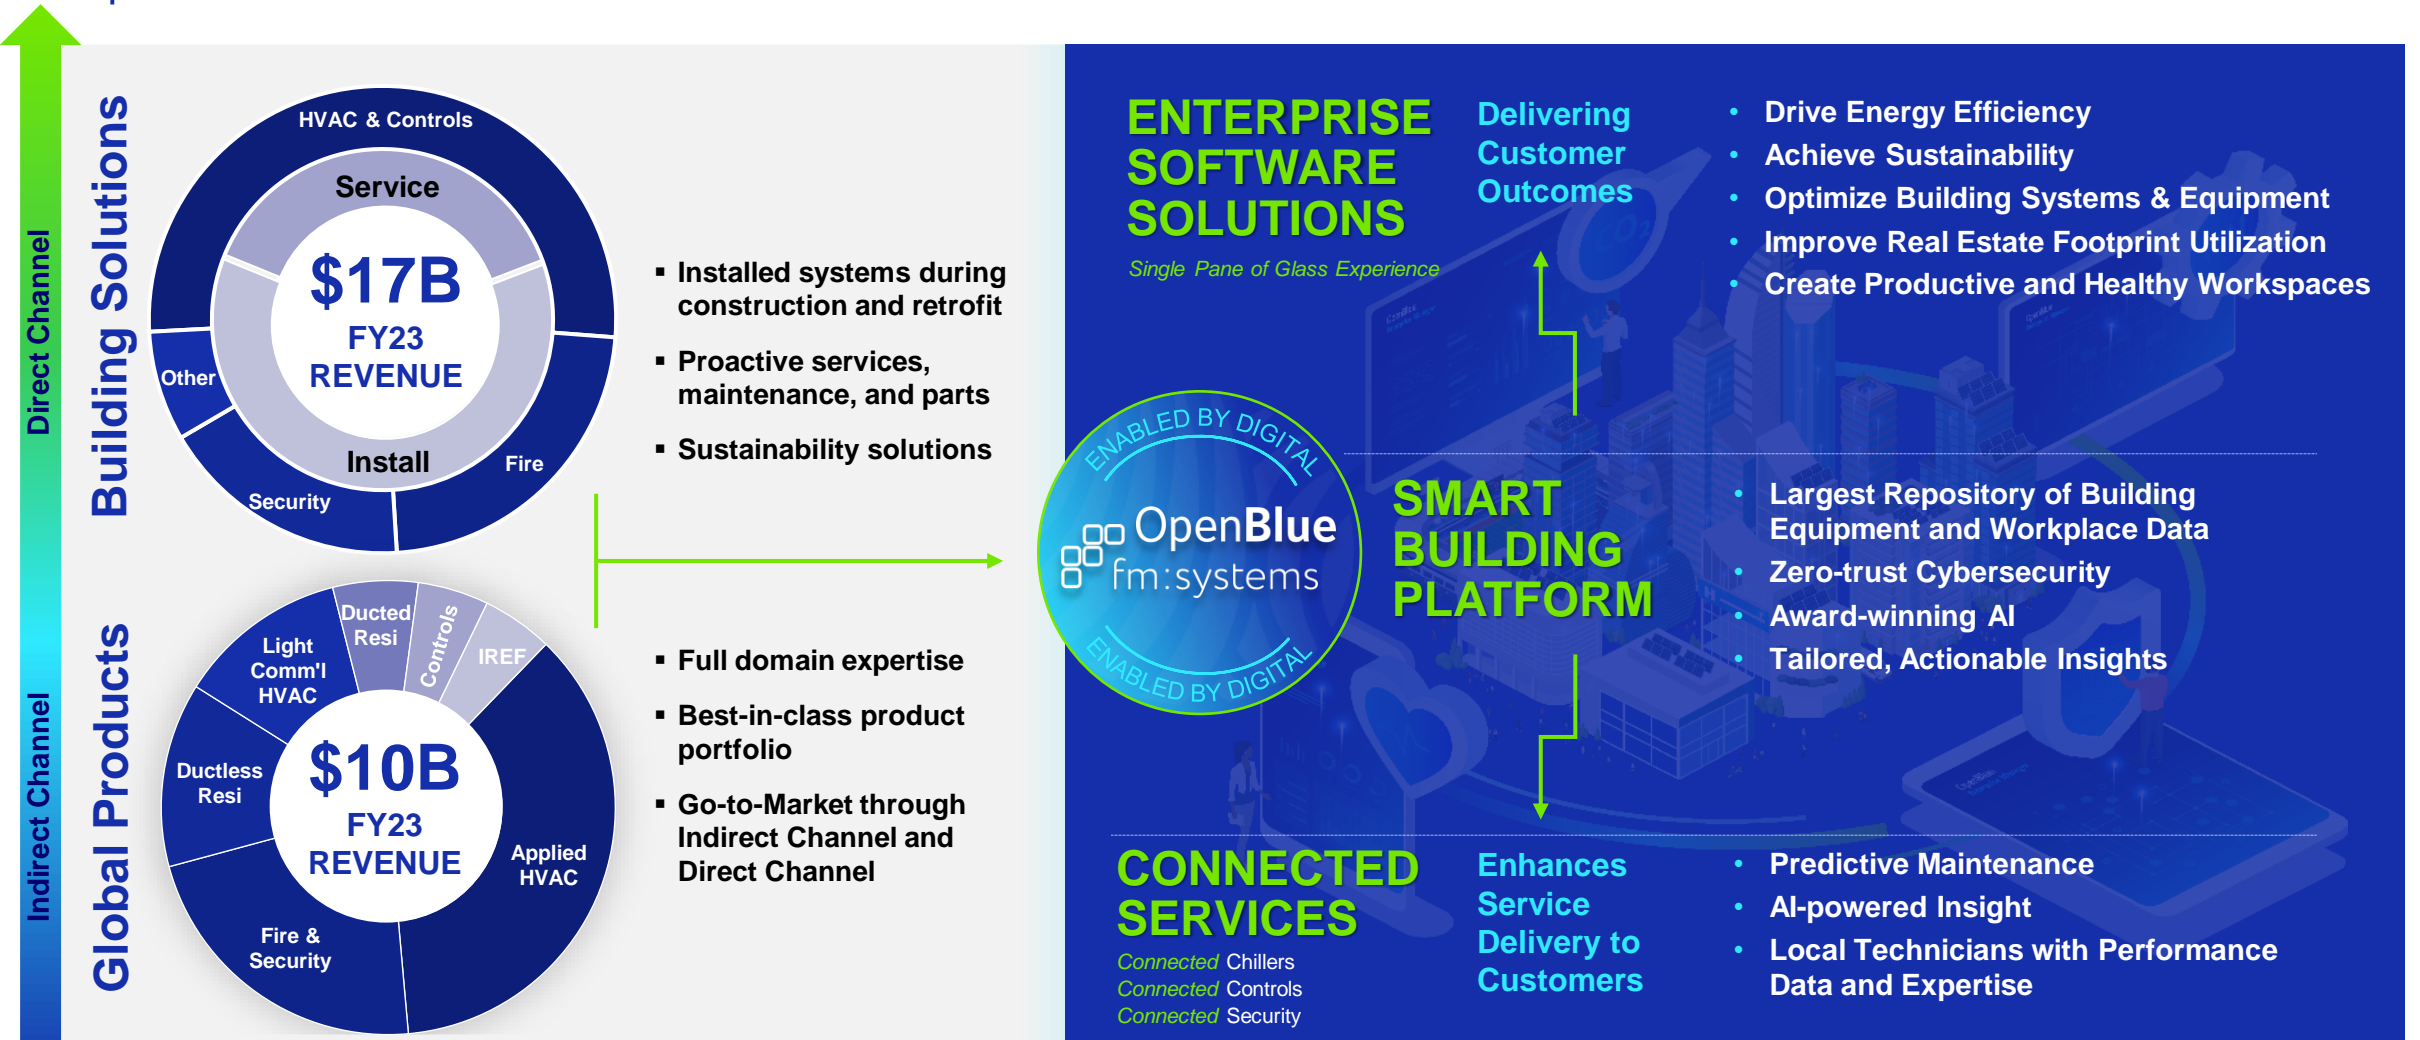 Direct Channel
Indirect Channel
Building Solutions
HVAC & Controls
Service
$17B
FY23
REVENUE
Other
Install
Fire
Security
▪ Installed systems during
construction and retrofit
▪ Proactive services,
maintenance, and parts
▪ Sustainability solutions
Global Products
Ducted
Resi
Controls
IREF
Light
Comm'l
HVAC
Ductless
Resi
$10B
FY23
REVENUE
Applied
HVAC
Fire &
Security
▪ Full domain expertise
▪ Best-in-class product
portfolio
▪ Go-to-Market through
Indirect Channel and
Direct Channel
ENABLED BY DIGITAL
OpenBlue
fm:systems
ENABLED BY DIGITAL
ENTERPRISE
SOFTWARE
SOLUTIONS
Single Pane of Glass Experience
Delivering
Customer
Outcomes
• Drive Energy Efficiency
• Achieve Sustainability
• Optimize Building Systems & Equipment
• Improve Real Estate Footprint Utilization
• Create Productive and Healthy Workspaces
CO2
OpenBlue
OpenBlue
SMART
BUILDING
PLATFORM
• Largest Repository of Building
Equipment and Workplace Data
• Zero-trust Cybersecurity
• Award-winning AI
• Tailored, Actionable Insights
OpenBlue
CONNECTED
SERVICES
Connected Chillers
Connected Controls
Connected Security
Enhances
Service
Delivery to
Customers
• Predictive Maintenance
• AI-powered Insight
• Local Technicians with Performance
Data and Expertise